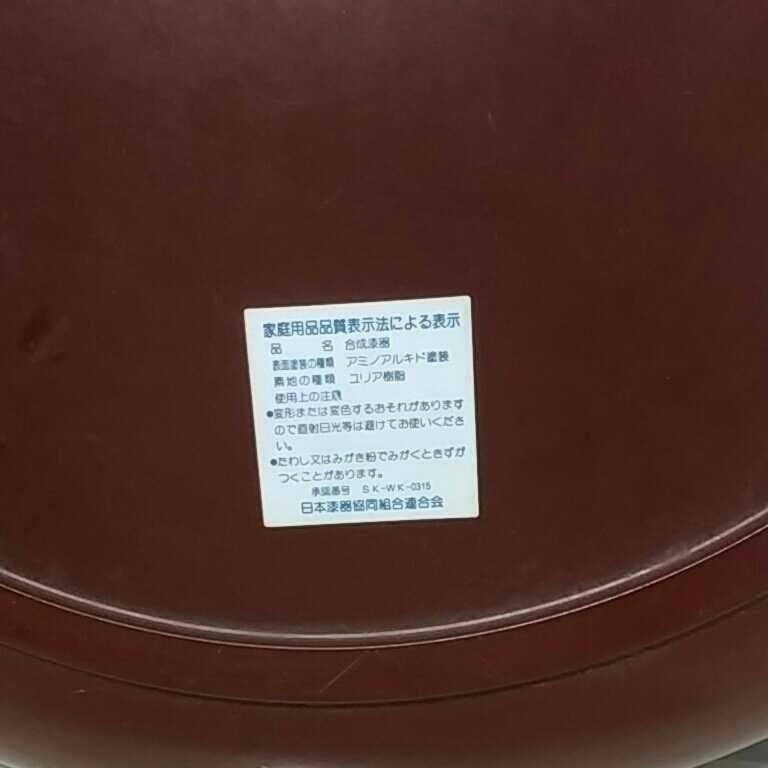 家庭用品品質表示法による表示
品 名 合成漆器
表面塗装の種類 アミノアルキド塗装
素地の種類 ユリア樹脂
使用上の注意
●変形または変色するおそれがあります
ので直射日光等は避けてお使いくださ
い。
●たわし又はみがき粉でみがくときずが
つくことがあります。
承認番号 SK-WK-0315
日本漆器協同組合連合会